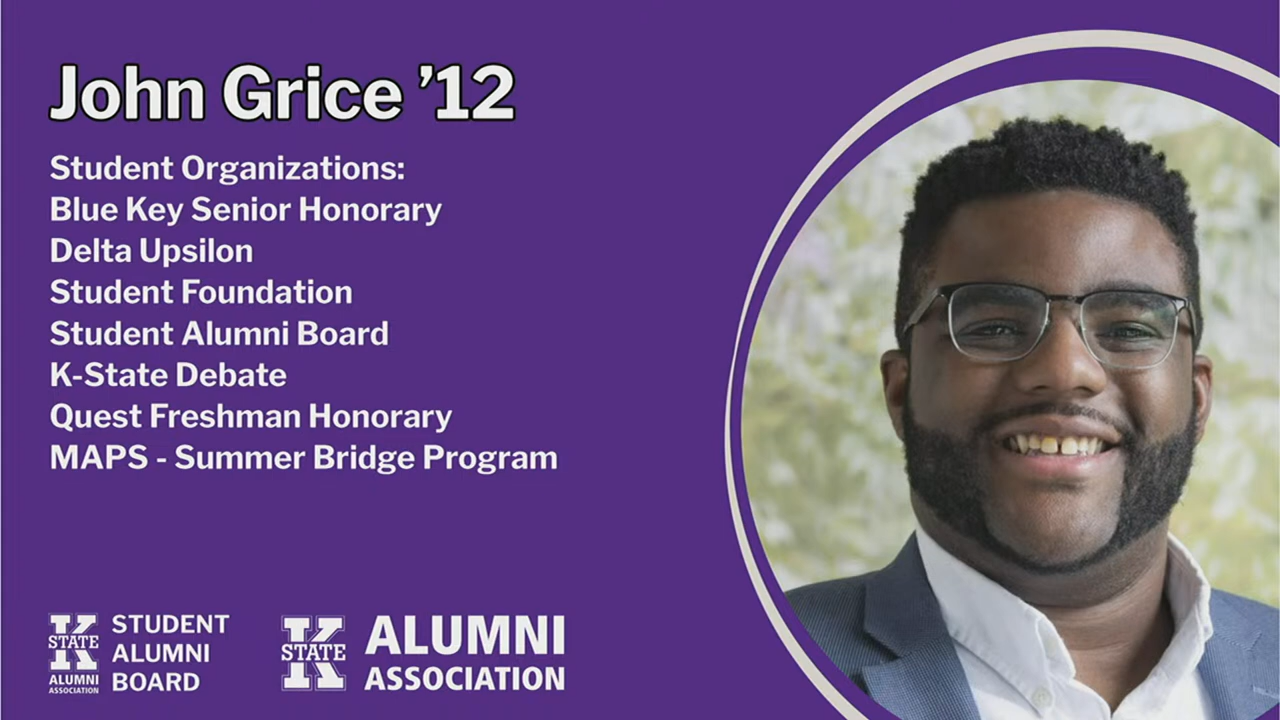 John Grice ’12
Student Organizations:
Blue Key Senior Honorary
Delta Upsilon
Student Foundation
Student Alumni Board
K-State Debate
Quest Freshman Honorary
MAPS - Summer Bridge Program
K STATE
ALUMNI
ASSOCIATION
STUDENT
ALUMNI
BOARD
K STATE
ALUMNI
ASSOCIATION